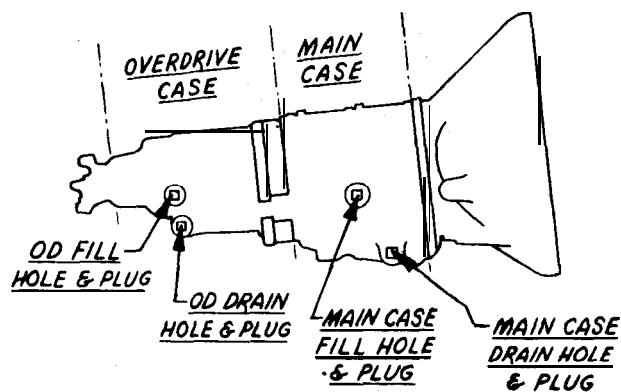 OVERDRIVE
CASE
MAIN
CASE
OD FILL
HOLE & PLUG
OD DRAIN
HOLE & PLUG
MAIN CASE
FILL HOLE
& PLUG
MAIN CASE
DRAIN HOLE
& PLUG